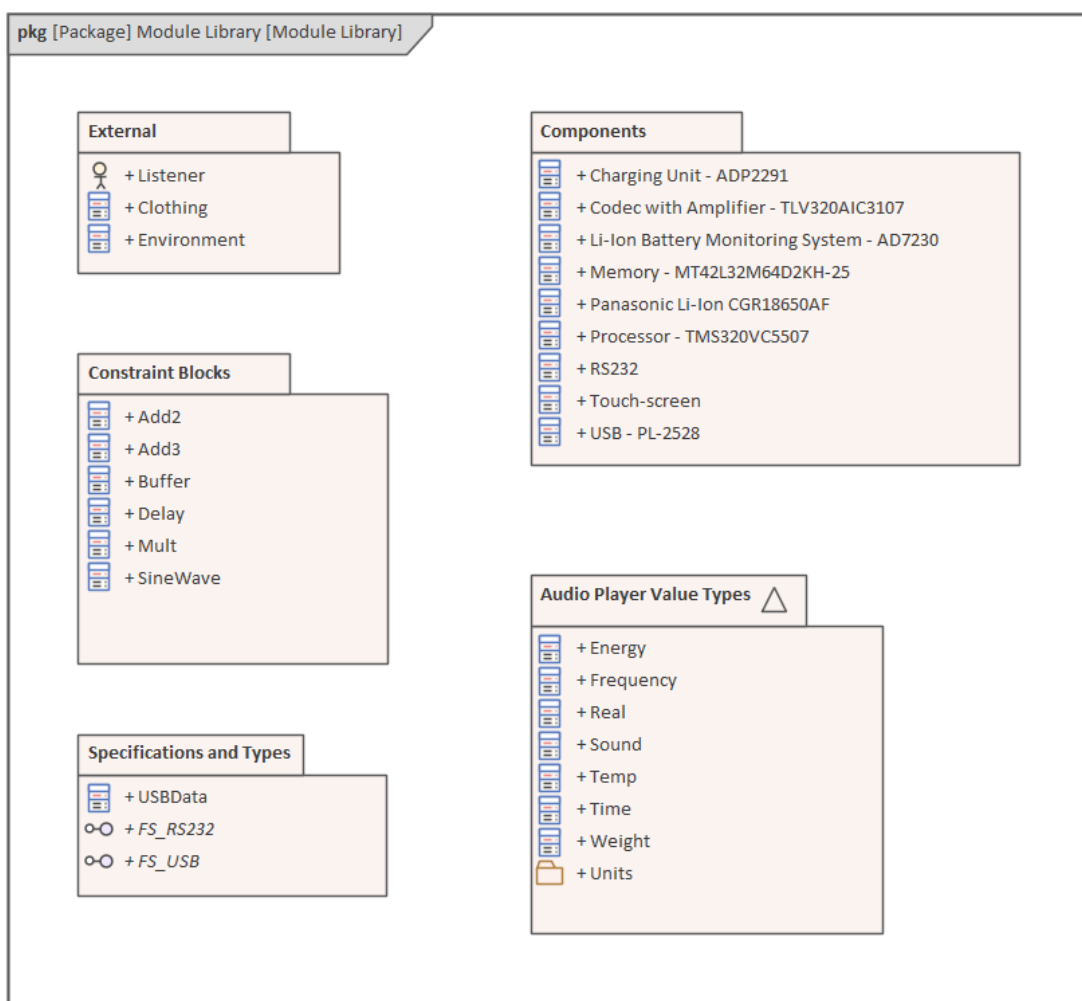 pkg [Package] Module Library [Module Library]
External
+ Listener
+ Clothing
+ Environment
Components
+ Charging Unit - ADP2291
+ Codec with Amplifier - TLV320AIC3107
+ Li-Ion Battery Monitoring System - AD7230
+ Memory - MT42L32M64D2KH-25
+ Panasonic Li-Ion CGR18650AF
+ Processor - TMS320VC5507
+ RS232
+ Touch-screen
+ USB - PL-2528
Constraint Blocks
+ Add2
+ Add3
+ Buffer
+ Delay
+ Mult
+ SineWave
Audio Player Value Types
+ Energy
+ Frequency
+ Real
+ Sound
+ Temp
+ Time
+ Weight
+ Units
Specifications and Types
+ USBData
+ FS_RS232
+ FS_USB